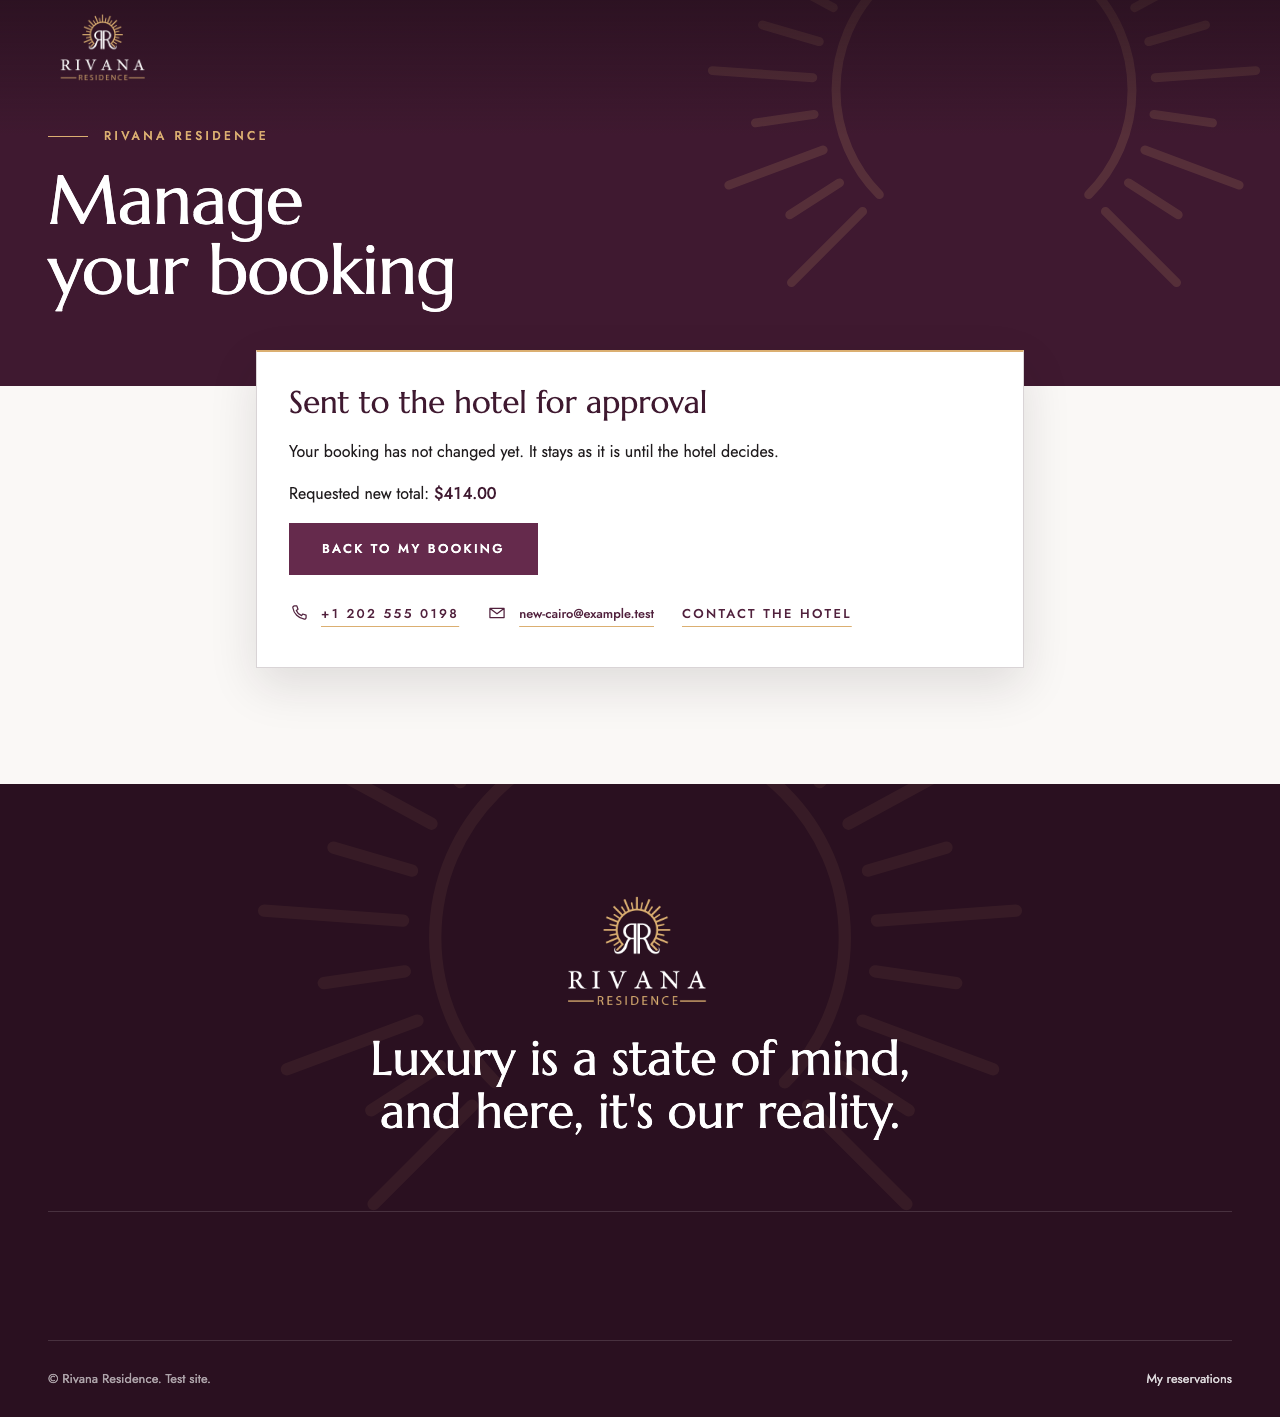 RIVANA
RESIDENCE
RIVANA RESIDENCE
Manage
your booking
Sent to the hotel for approval
Your booking has not changed yet. It stays as it is until the hotel decides.
Requested new total: $414.00
BACK TO MY BOOKING
+1 202 555 0198 new-cairo@example.test CONTACT THE HOTEL
RIVANA
RESIDENCE
Luxury is a state of mind,
and here, it's our reality.
© Rivana Residence. Test site. My reservations